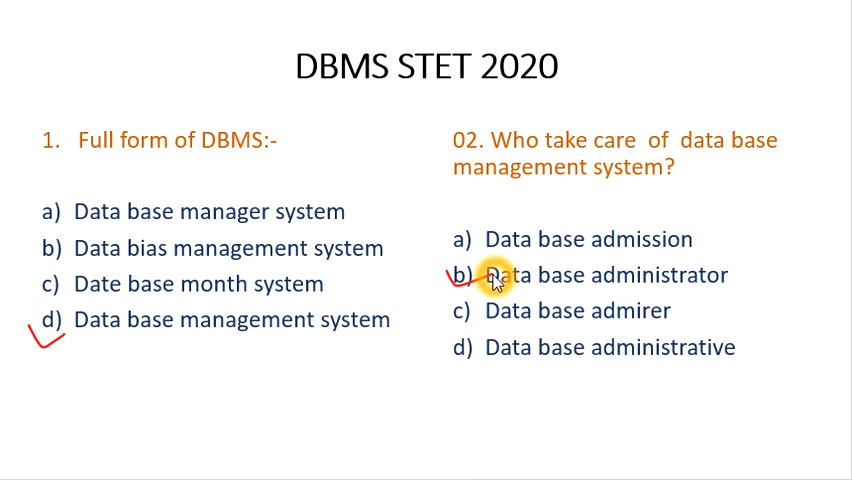 DBMS STET 2020
1. Full form of DBMS:-
a) Data base manager system
b) Data bias management system
c) Date base month system
d) Data base management system
02. Who take care of data base
management system?
a) Data base admission
b) Data base administrator
c) Data base admirer
d) Data base administrative